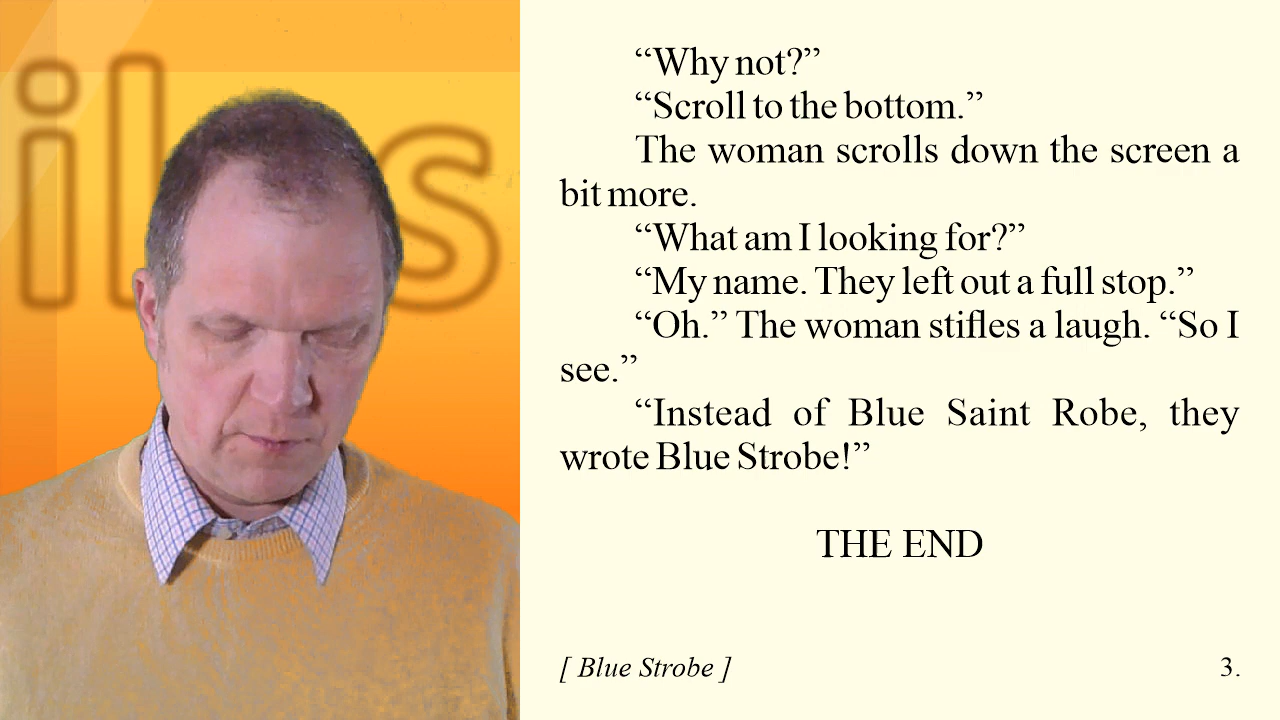 il s
“Why not?”
“Scroll to the bottom.”
The woman scrolls down the screen a
bit more.
“What am I looking for?”
“My name. They left out a full stop.”
“Oh.” The woman stifles a laugh. “So I
see.”
“Instead of Blue Saint Robe, they
wrote Blue Strobe!”
THE END
[ Blue Strobe ]
3.